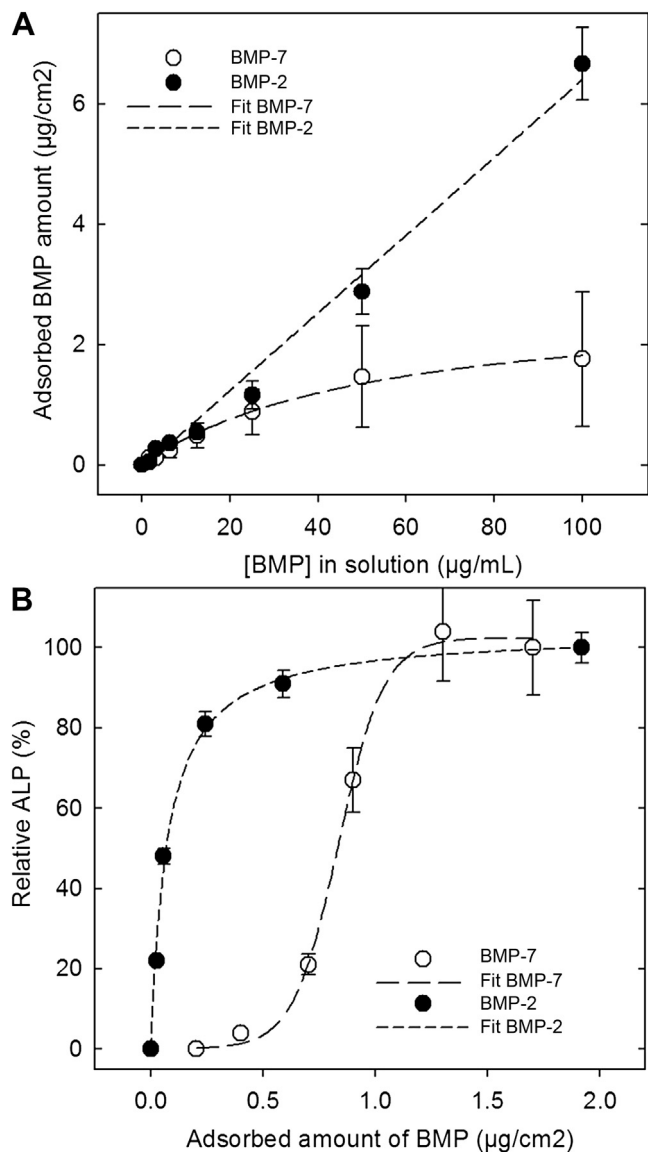 A
BMP-7
BMP-2
Fit BMP-7
Fit BMP-2
Adsorbed BMP amount (µg/cm2)
6
4
2
0
0 20 40 60 80 100
[BMP] in solution (µg/mL)
B
Relative ALP (%)
100
80
60
40
20
0
BMP-7
Fit BMP-7
BMP-2
Fit BMP-2
0.0 0.5 1.0 1.5 2.0
Adsorbed amount of BMP (µg/cm2)